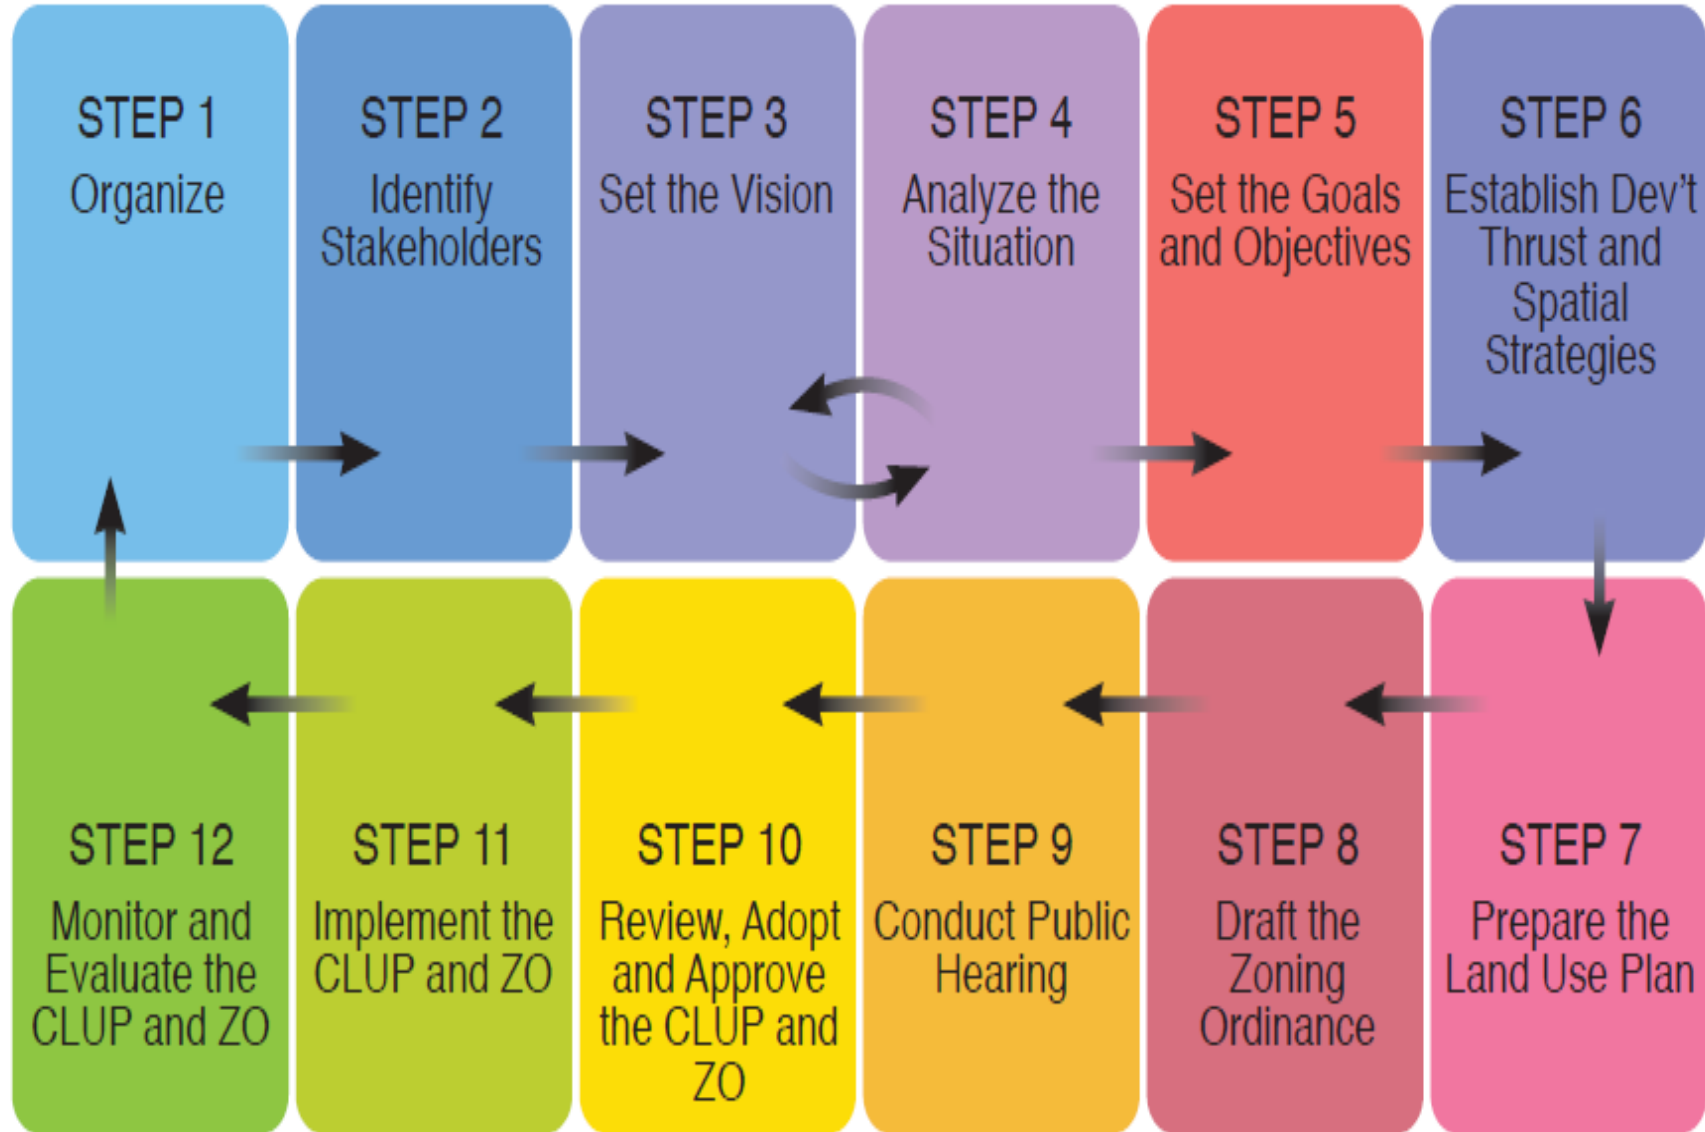 STEP 1
Organize
STEP 2
Identify
Stakeholders
STEP 3
Set the Vision
STEP 4
Analyze the
Situation
STEP 5
Set the Goals
and Objectives
STEP 6
Establish Dev't
Thrust and
Spatial
Strategies
STEP 12
Monitor and
Evaluate the
CLUP and ZO
STEP 11
Implement the
CLUP and ZO
STEP 10
Review, Adopt
and Approve
the CLUP and
ZO
STEP 9
Conduct Public
Hearing
STEP 8
Draft the
Zoning
Ordinance
STEP 7
Prepare the
Land Use Plan